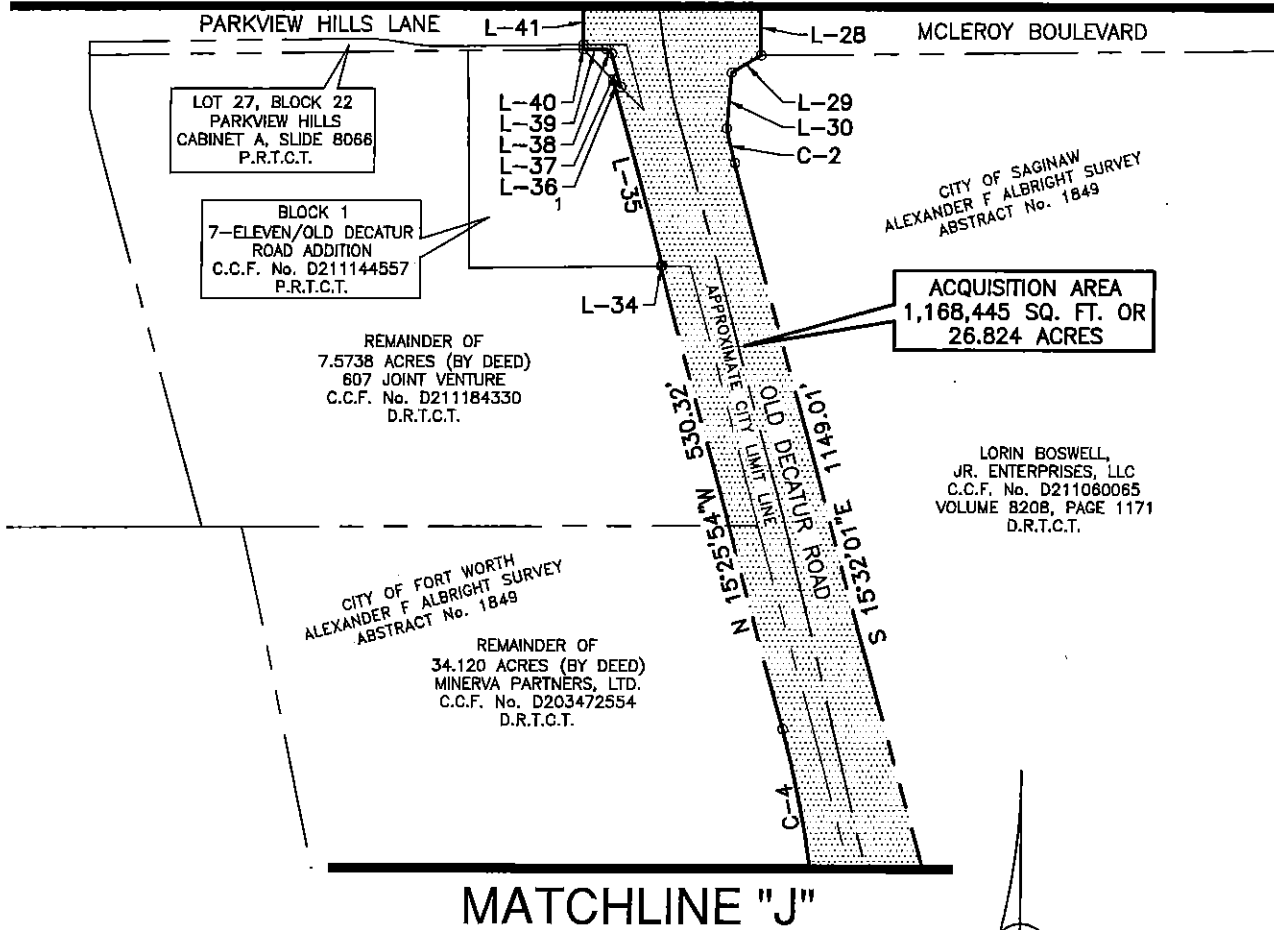 PARKVIEW HILLS LANE
L-41
L-28
MCLEROY BOULEVARD
LOT 27, BLOCK 22
PARKVIEW HILLS
CABINET A, SLIDE 8066
P.R.T.C.T.
L-40
L-39
L-38
L-37
L-36
1
L-35
L-29
L-30
C-2
CITY OF SAGINAW
ALEXANDER F ALBRIGHT SURVEY
ABSTRACT No. 1849
BLOCK 1
7-ELEVEN/OLD DECATUR
ROAD ADDITION
C.C.F. No. D211144557
P.R.T.C.T.
L-34
ACQUISITION AREA
1,168,445 SQ. FT. OR
26.824 ACRES
REMAINDER OF
7.5738 ACRES (BY DEED)
607 JOINT VENTURE
C.C.F. No. D211184330
D.R.T.C.T.
APPROXIMATE CITY LIMIT LINE
OLD DECATUR ROAD
N 15°25'54"W 530.32'
S 15°32'01"E 1149.01'
LORIN BOSWELL,
JR. ENTERPRISES, LLC
C.C.F. No. D211060065
VOLUME 8208, PAGE 1171
D.R.T.C.T.
CITY OF FORT WORTH
ALEXANDER F ALBRIGHT SURVEY
ABSTRACT No. 1849
REMAINDER OF
34.120 ACRES (BY DEED)
MINERVA PARTNERS, LTD.
C.C.F. No. D203472554
D.R.T.C.T.
C-4
MATCHLINE "J"